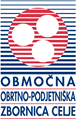 OBMOČNA
OBRTNO-PODJETNIŠKA
ZBORNICA CELJE